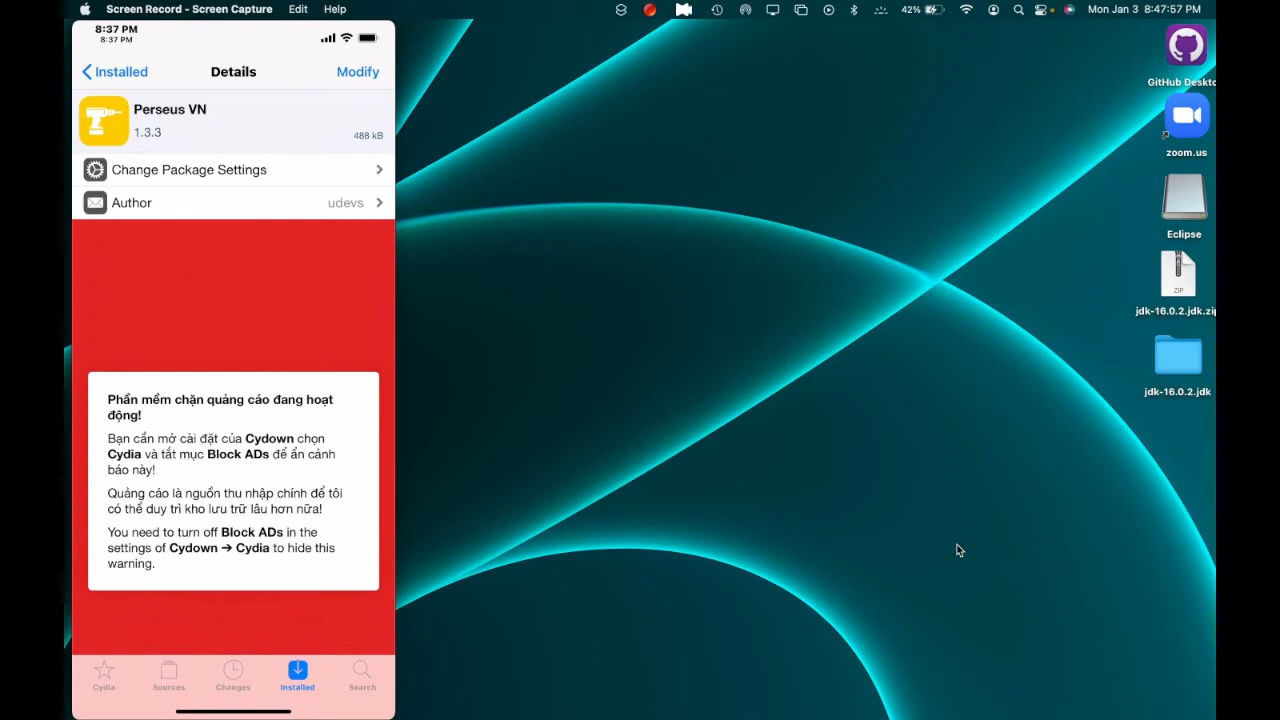 Screen Record - Screen Capture Edit Help
42% Mon Jan 3 8:47:57 PM
8:37 PM
8:37 PM
Installed Details Modify
Perseus VN
1.3.3 488 kB
Change Package Settings
Author udevs
Phần mềm chặn quảng cáo đang hoạt
động!
Bạn cần mở cài đặt của Cydown chọn
Cydia và tắt mục Block ADs để ẩn cảnh
báo này!
Quảng cáo là nguồn thu nhập chính để tôi
có thể duy trì kho lưu trữ lâu hơn nữa!
You need to turn off Block ADs in the
settings of Cydown ➔ Cydia to hide this
warning.
Cydia Sources Changes Installed Search
GitHub Deskto
zoom.us
Eclipse
ZIP
jdk-16.0.2.jdk.zip
jdk-16.0.2.jdk